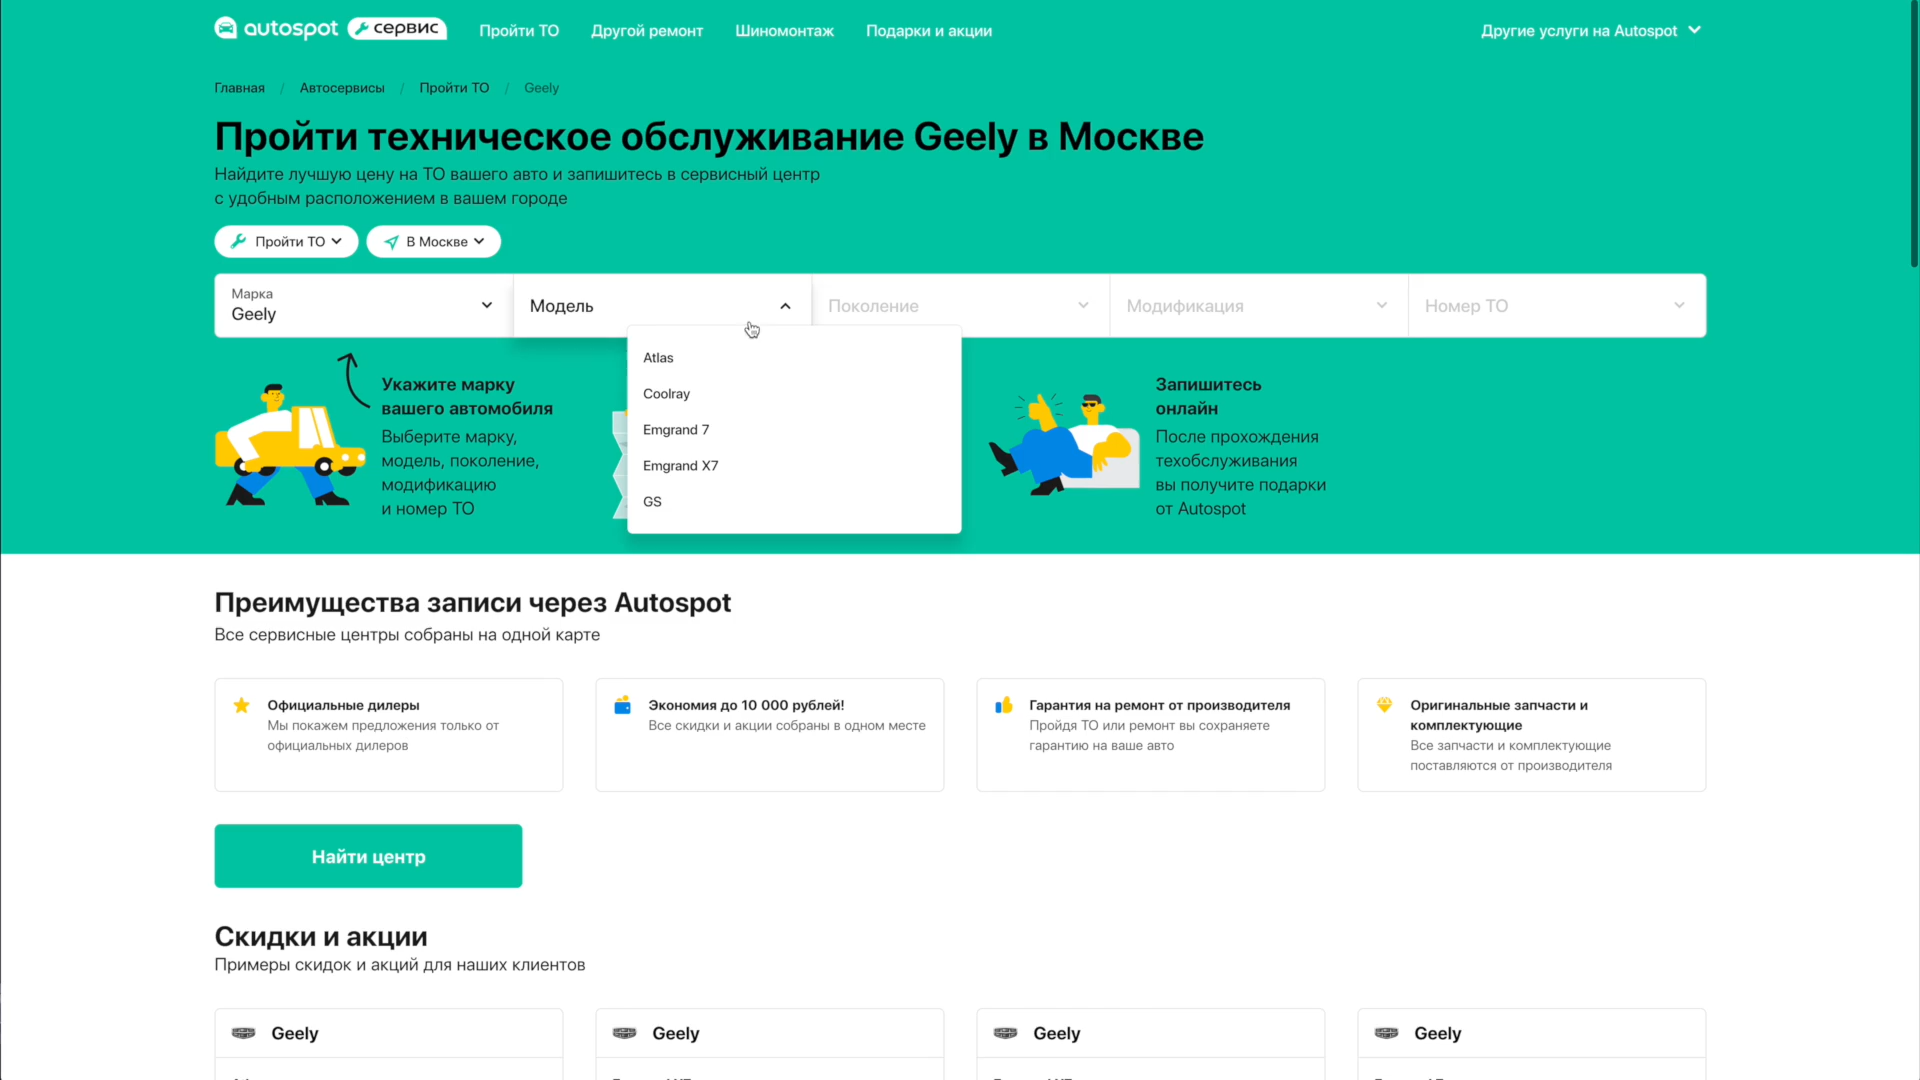 autospot сервис Пройти ТО Другой ремонт Шиномонтаж Подарки и акции Другие услуги на Autospot
Главная / Автосервисы / Пройти ТО / Geely
Пройти техническое обслуживание Geely в Москве
Найдите лучшую цену на ТО вашего авто и запишитесь в сервисный центр
с удобным расположением в вашем городе
Пройти ТО В Москве
Марка
Geely
Модель
Поколение
Модификация
Номер ТО
Atlas
Coolray
Emgrand 7
Emgrand X7
GS
Укажите марку
вашего автомобиля
Выберите марку,
модель, поколение,
модификацию
и номер ТО
Запишитесь
онлайн
После прохождения
техобслуживания
вы получите подарки
от Autospot
Преимущества записи через Autospot
Все сервисные центры собраны на одной карте
Официальные дилеры
Мы покажем предложения только от
официальных дилеров
Экономия до 10 000 рублей!
Все скидки и акции собраны в одном месте
Гарантия на ремонт от производителя
Пройдя ТО или ремонт вы сохраняете
гарантию на ваше авто
Оригинальные запчасти и
комплектующие
Все запчасти и комплектующие
поставляются от производителя
Найти центр
Скидки и акции
Примеры скидок и акций для наших клиентов
Geely
Geely
Geely
Geely